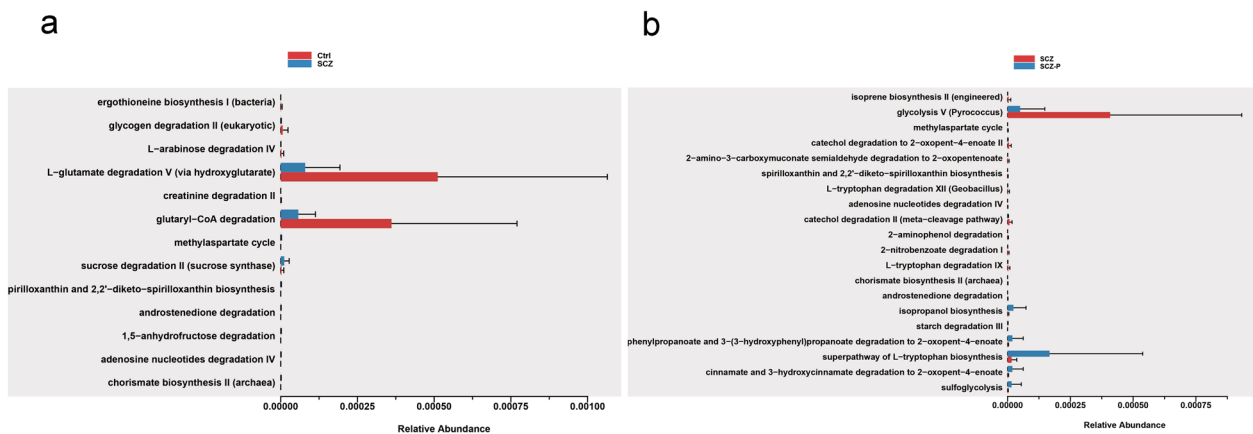 a
Ctrl
SCZ
ergothioneine biosynthesis I (bacteria)
glycogen degradation II (eukaryotic)
L−arabinose degradation IV
L−glutamate degradation V (via hydroxyglutarate)
creatinine degradation II
glutaryl−CoA degradation
methylaspartate cycle
sucrose degradation II (sucrose synthase)
pirilloxanthin and 2,2'−diketo−spirilloxanthin biosynthesis
androstenedione degradation
1,5−anhydrofructose degradation
adenosine nucleotides degradation IV
chorismate biosynthesis II (archaea)
0.00000 0.00025 0.00050 0.00075 0.00100
Relative Abundance
b
SCZ
SCZ-P
isoprene biosynthesis II (engineered)
glycolysis V (Pyrococcus)
methylaspartate cycle
catechol degradation to 2−oxopent−4−enoate II
2−amino−3−carboxymuconate semialdehyde degradation to 2−oxopentenoate
spirilloxanthin and 2,2'−diketo−spirilloxanthin biosynthesis
L−tryptophan degradation XII (Geobacillus)
adenosine nucleotides degradation IV
catechol degradation II (meta−cleavage pathway)
2−aminophenol degradation
2−nitrobenzoate degradation I
L−tryptophan degradation IX
chorismate biosynthesis II (archaea)
androstenedione degradation
isopropanol biosynthesis
starch degradation III
phenylpropanoate and 3−(3−hydroxyphenyl)propanoate degradation to 2−oxopent−4−enoate
superpathway of L−tryptophan biosynthesis
cinnamate and 3−hydroxycinnamate degradation to 2−oxopent−4−enoate
sulfoglycolysis
0.00000 0.00025 0.00050 0.00075
Relative Abundance